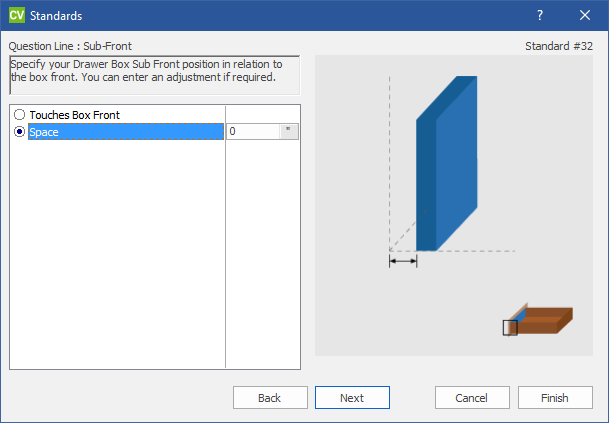 CV Standards ?
Question Line : Sub-Front Standard #32
Specify your Drawer Box Sub Front position in relation to
the box front. You can enter an adjustment if required.
Touches Box Front
Space 0 "
Back Next Cancel Finish